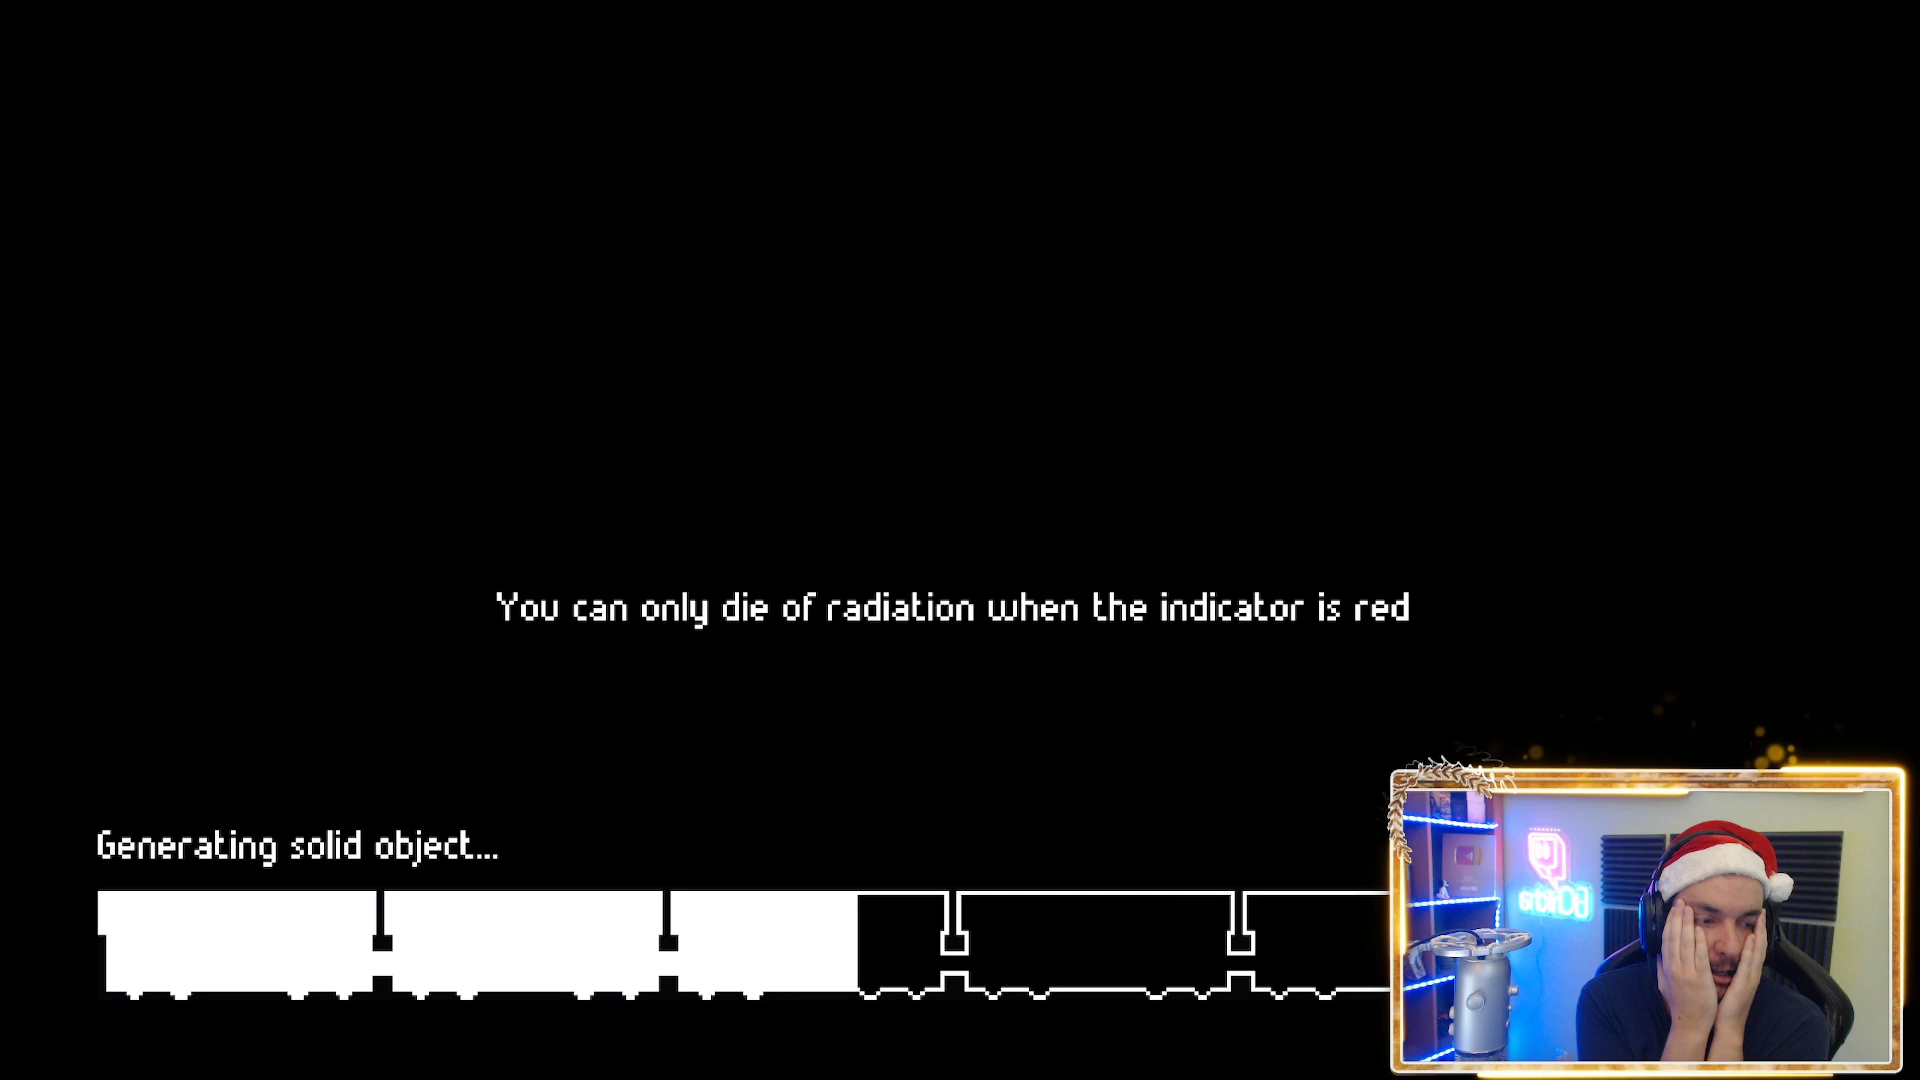 You can only die of radiation when the indicator is red
Generating solid object...